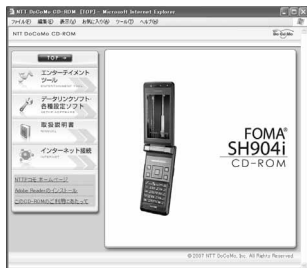 NTT DoCoMo CD-ROM [TOP] - Microsoft Internet Explorer
ファイル(F) 編集(E) 表示(V) お気に入り(A) ツール(T) ヘルプ(H)
NTT DoCoMo CD-ROM
TOP
エンターテイメント
ツール
データリンクソフト・
各種設定ソフト
取扱説明書
インターネット接続
NTTドコモ ホームページ
Adobe Readerのインストール
このCD-ROMのご利用にあたって
FOMA®
SH904i
CD-ROM
© 2007 NTT DoCoMo, Inc. All Rights Reserved.